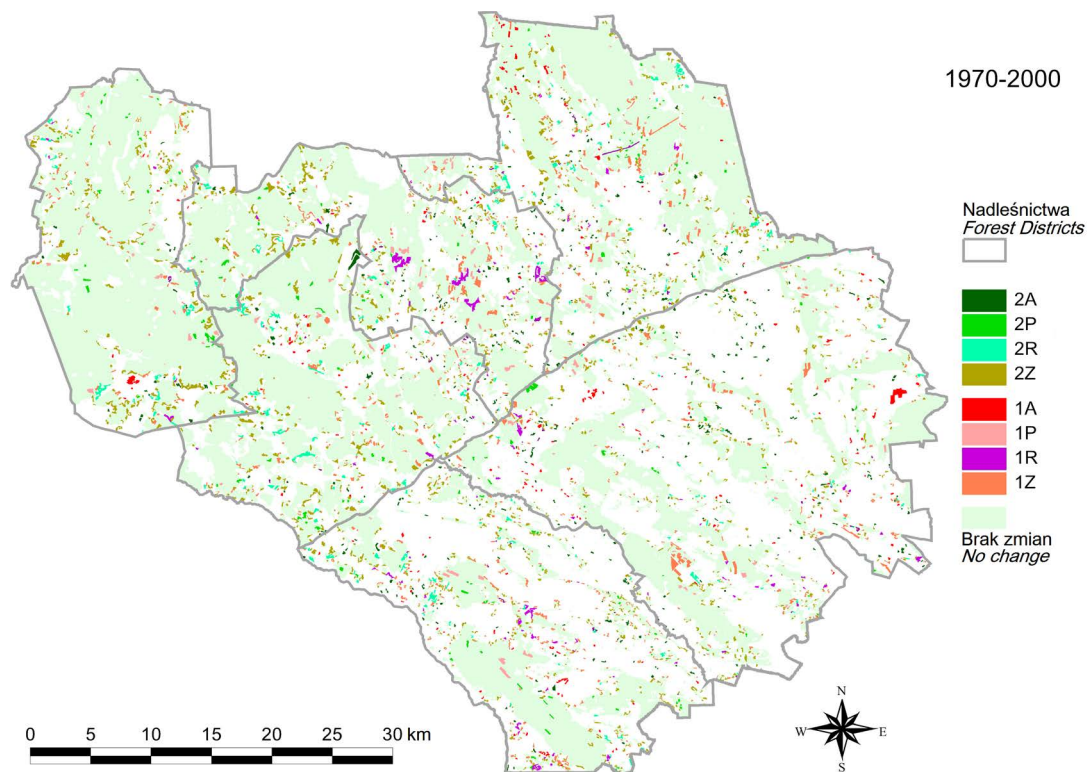 1970-2000
Nadleśnictwa
Forest Districts
2A
2P
2R
2Z
1A
1P
1R
1Z
Brak zmian
No change
0 5 10 15 20 25 30 km
N
W E
S